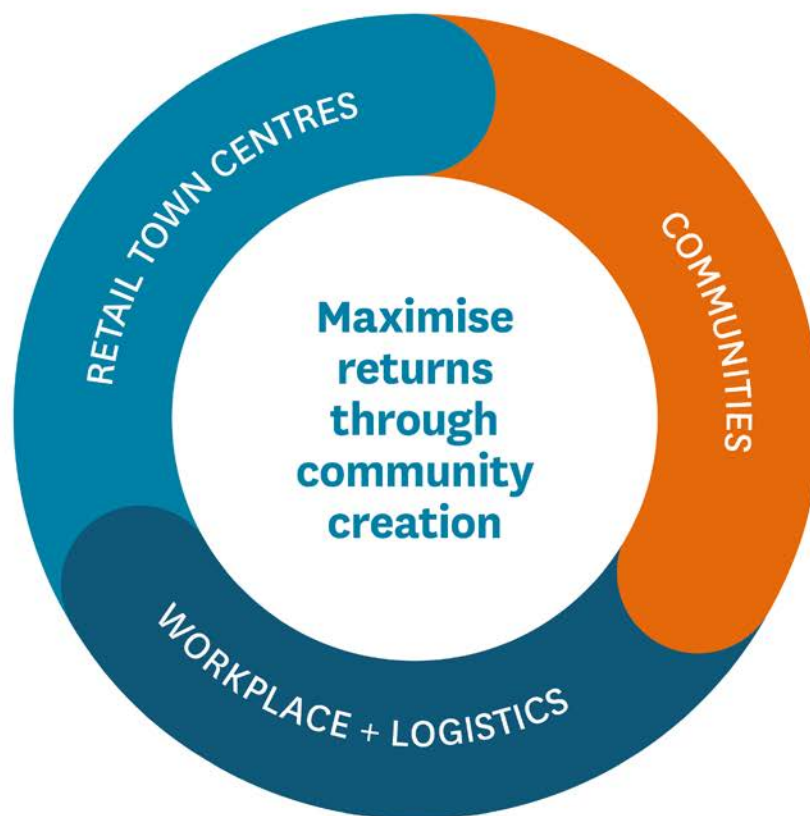 RETAIL TOWN CENTRES
COMMUNITIES
Maximise
returns
through
community
creation
WORKPLACE + LOGISTICS